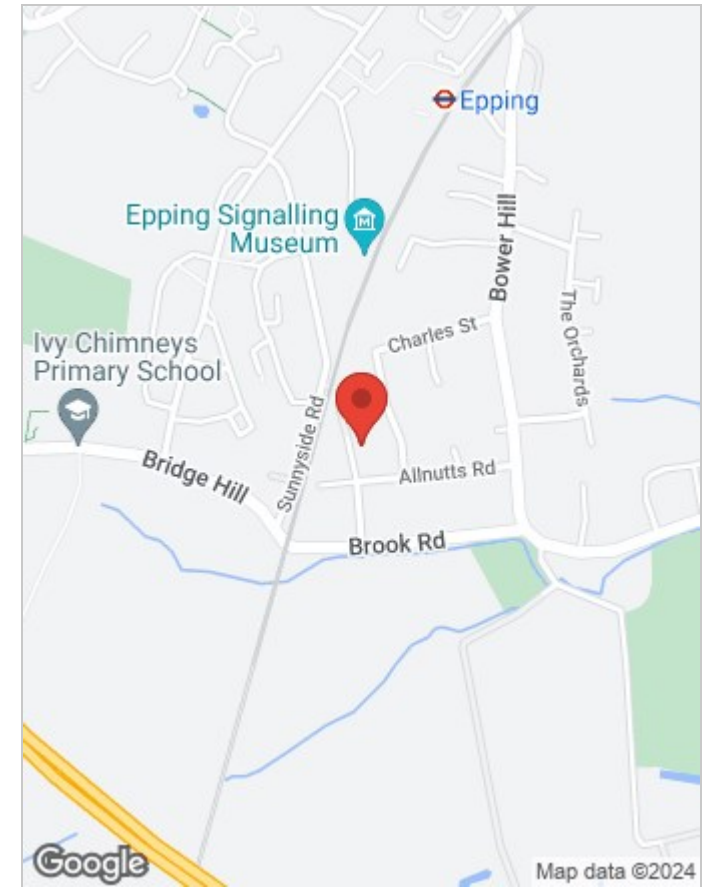 Epping
Epping Signalling
Museum
Bower Hill
The Orchards
Charles St
Ivy Chimneys
Primary School
Sunnyside Rd
Bridge Hill
Allnutts Rd
Brook Rd
Google
Map data ©2024